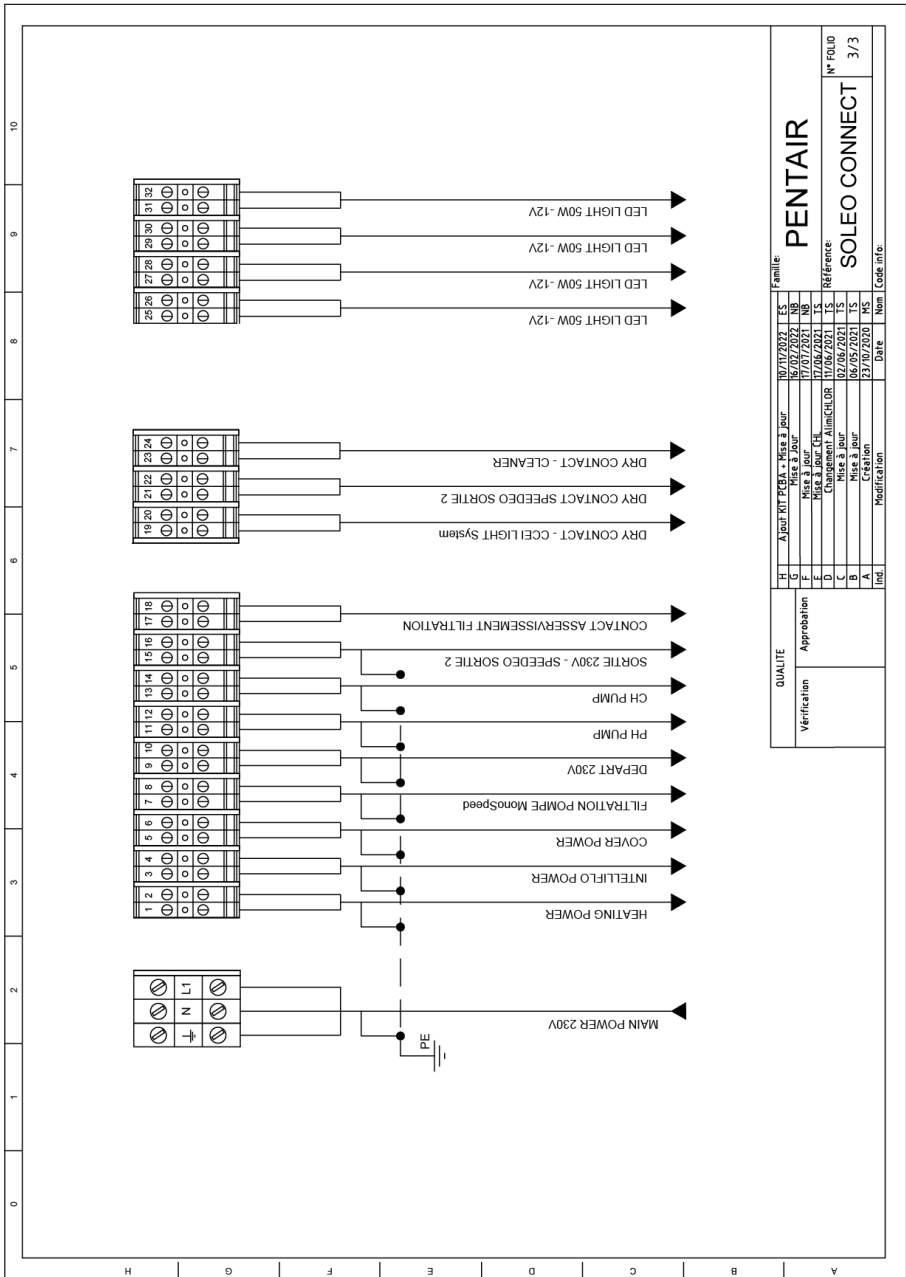 0 1 2 3 4 5 6 7 8 9 10
H G F E D C B A
L1
N
PE
MAIN POWER 230V
1 2
HEATING POWER
3 4
INTELLIFLO POWER
5 6
COVER POWER
7 8
FILTRATION POMPE MonoSpeed
9 10
DEPART 230V
11 12
PH PUMP
13 14
CH PUMP
15 16
SORTIE 230V - SPEEDEO SORTIE 2
17 18
CONTACT ASSERVISSEMENT FILTRATION
19 20
DRY CONTACT - CCEI LIGHT System
21 22
DRY CONTACT SPEEDEO SORTIE 2
23 24
DRY CONTACT - CLEANER
25 26
LED LIGHT 50W -12V
27 28
LED LIGHT 50W -12V
29 30
LED LIGHT 50W -12V
31 32
LED LIGHT 50W -12V
QUALITE
Vérification
Approbation
H Ajout KIT PCBA + Mise à jour 10/11/2022 ES
G Mise à Jour 16/02/2022 NB
F Mise à jour 17/07/2021 NB
E Mise à jour CHL 17/06/2021 TS
D Changement AlimiCHLOR 11/06/2021 TS
C Mise à jour 02/06/2021 TS
B Mise à jour 06/05/2021 TS
A Création 23/10/2020 MS
Ind. Modification Date Nom
Famille:
PENTAIR
Référence:
SOLEO CONNECT
N° FOLIO
3/3
Code info: